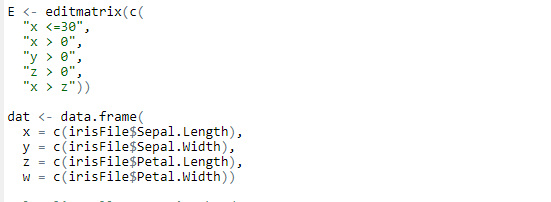 E <- editmatrix(c(
"x <=30",
"x > 0",
"y > 0",
"z > 0",
"x > z"))
dat <- data.frame(
x = c(irisFile$Sepal.Length),
y = c(irisFile$Sepal.Width),
z = c(irisFile$Petal.Length),
w = c(irisFile$Petal.Width))